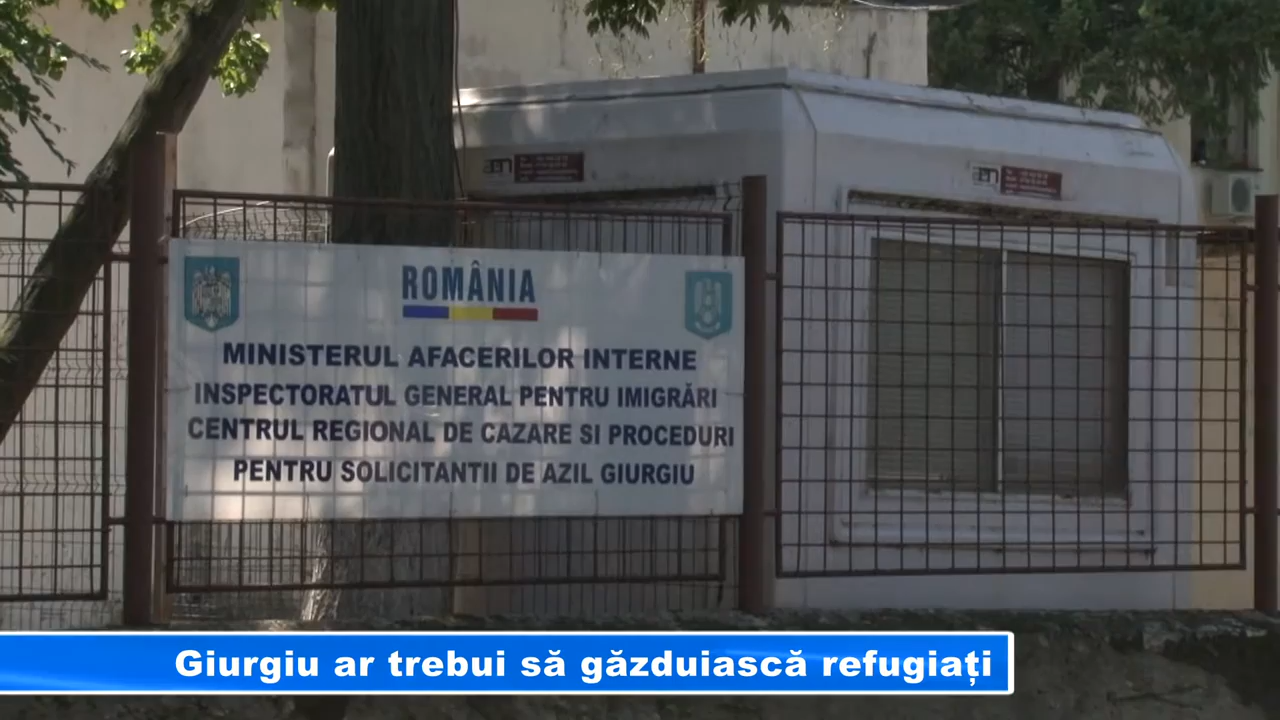 ROMÂNIA
MINISTERUL AFACERILOR INTERNE
INSPECTORATUL GENERAL PENTRU IMIGRĂRI
CENTRUL REGIONAL DE CAZARE SI PROCEDURI
PENTRU SOLICITANTII DE AZIL GIURGIU
Giurgiu ar trebui să găzduiască refugiați